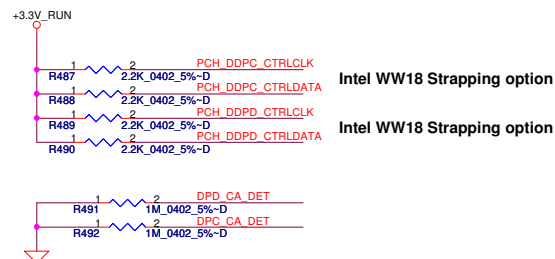 +3.3V_RUN
1 2 PCH_DDPC_CTRLCLK
R487 2.2K_0402_5%~D
Intel WW18 Strapping option
1 2 PCH_DDPC_CTRLDATA
R488 2.2K_0402_5%~D
1 2 PCH_DDPD_CTRLCLK
R489 2.2K_0402_5%~D
Intel WW18 Strapping option
1 2 PCH_DDPD_CTRLDATA
R490 2.2K_0402_5%~D
1 2 DPD_CA_DET
R491 1M_0402_5%~D
1 2 DPC_CA_DET
R492 1M_0402_5%~D